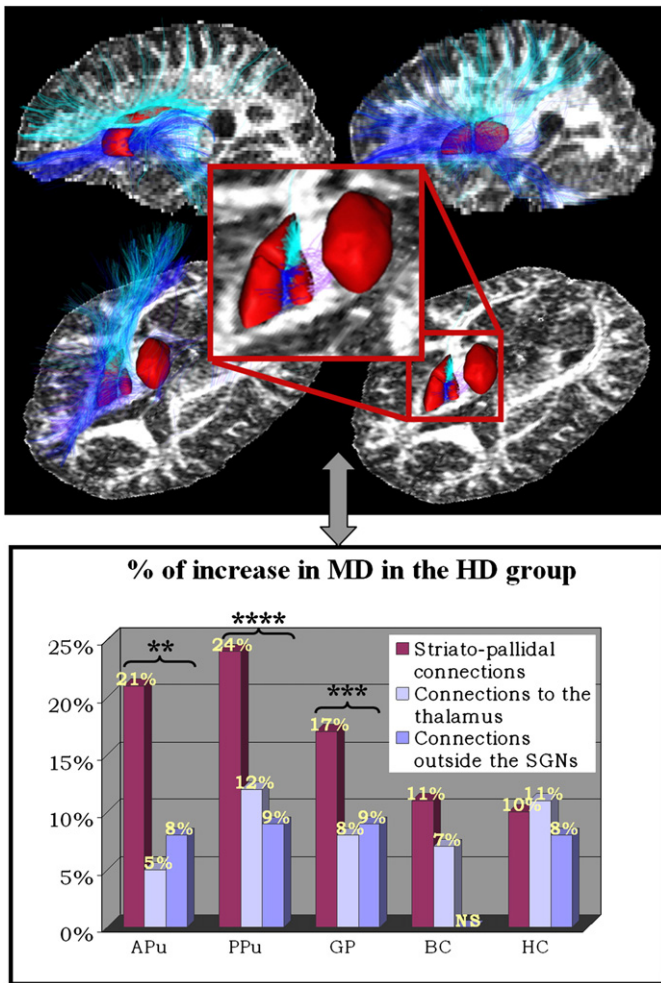 % of increase in MD in the HD group
25%
20%
15%
10%
5%
0%
**
****
***
21%
5%
8%
24%
12%
9%
17%
8%
9%
11%
7%
NS
10%
11%
8%
Striato-pallidal
connections
Connections to the
thalamus
Connections
outside the SGNs
APu
PPu
GP
BC
HC